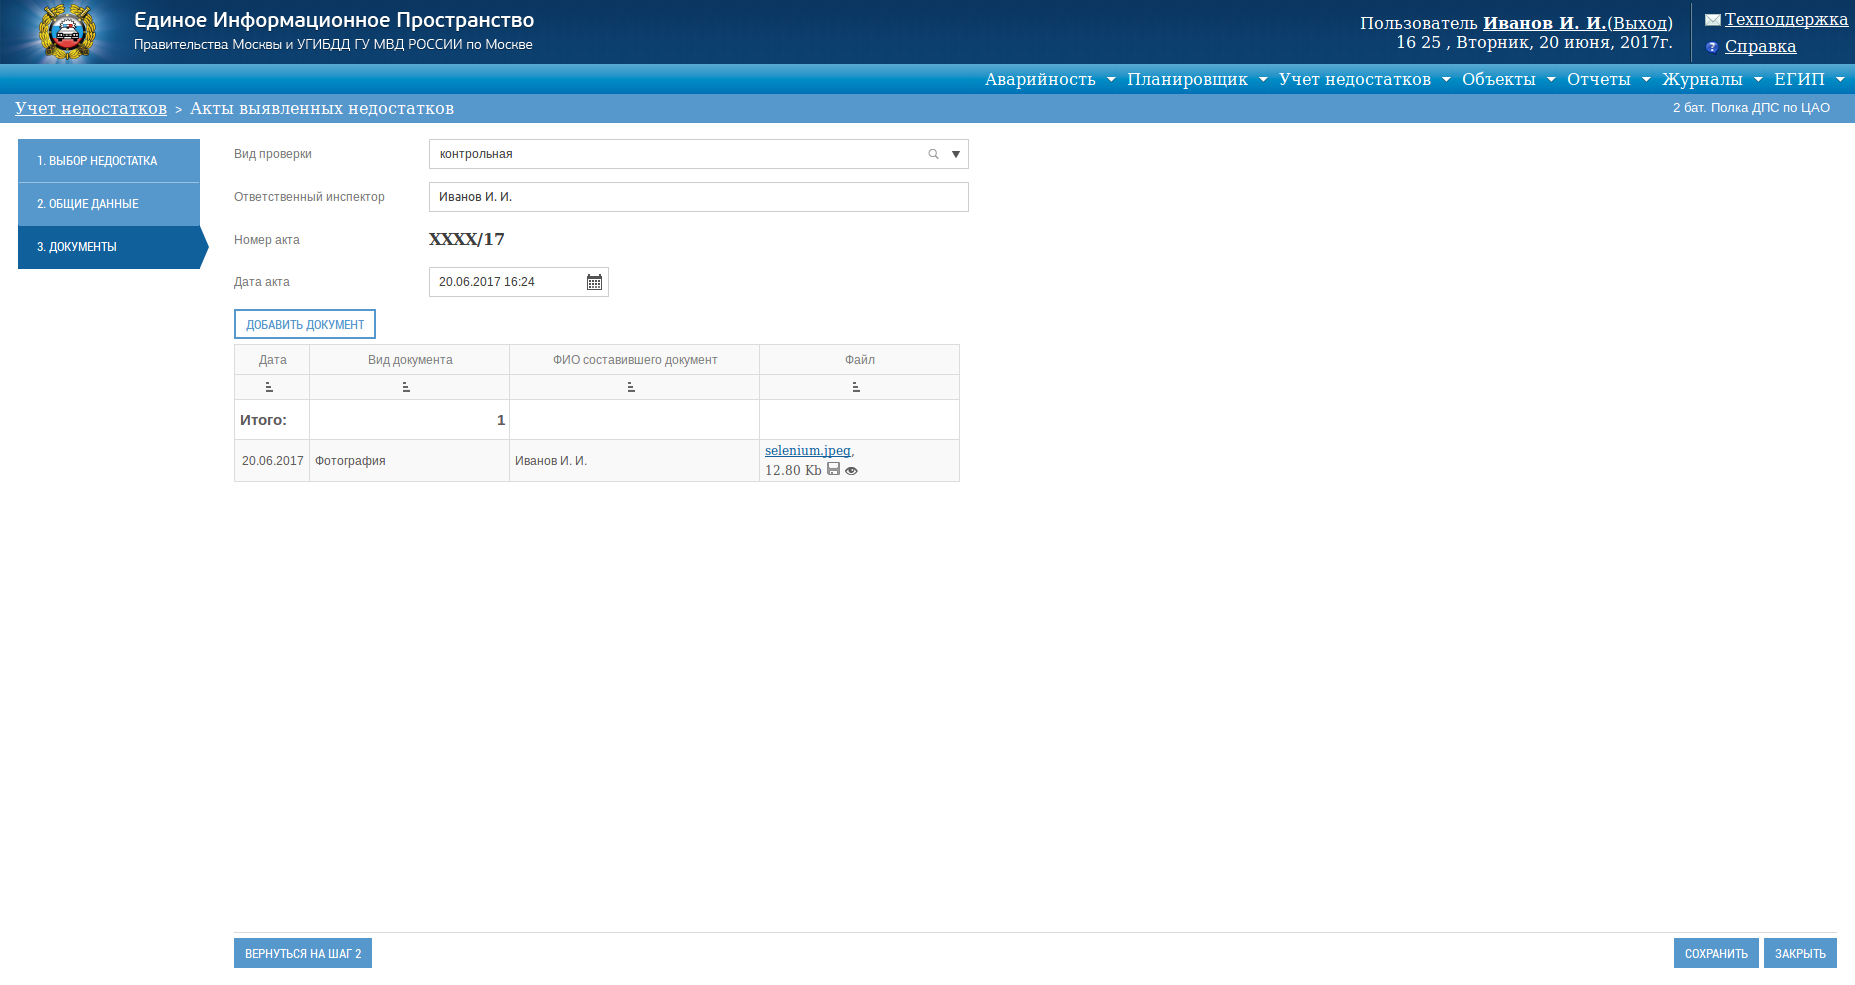 Единое Информационное Пространство
Правительства Москвы и УГИБДД ГУ МВД РОССИИ по Москве
Пользователь Иванов И. И.(Выход)
16 25 , Вторник, 20 июня, 2017г.
Техподдержка
Справка
Аварийность Планировщик Учет недостатков Объекты Отчеты Журналы ЕГИП
Учет недостатков > Акты выявленных недостатков
2 бат. Полка ДПС по ЦАО
1. ВЫБОР НЕДОСТАТКА
2. ОБЩИЕ ДАННЫЕ
3. ДОКУМЕНТЫ
Вид проверки контрольная
Ответственный инспектор Иванов И. И.
Номер акта XXXX/17
Дата акта 20.06.2017 16:24
ДОБАВИТЬ ДОКУМЕНТ
Дата Вид документа ФИО составившего документ Файл
Итого: 1
20.06.2017 Фотография Иванов И. И. selenium.jpeg,
12.80 Kb
ВЕРНУТЬСЯ НА ШАГ 2
СОХРАНИТЬ ЗАКРЫТЬ